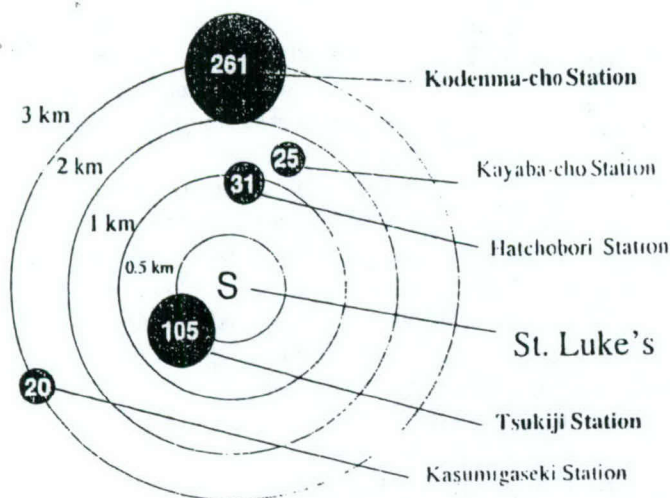 261
Kodenma-cho Station
3 km
2 km
25
Kayaba-cho Station
31
1 km
Hatchobori Station
0.5 km
S
105
St. Luke's
20
Tsukiji Station
Kasumigaseki Station